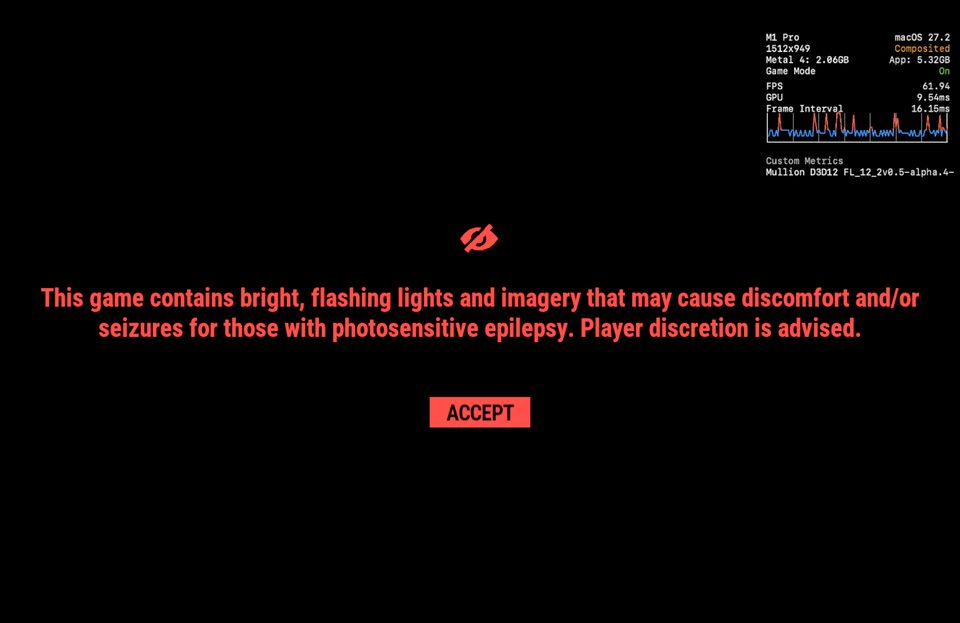 M1 Pro macOS 27.2
1512x949 Composited
Metal 4: 2.06GB App: 5.32GB
Game Mode On
FPS 61.94
GPU 9.54ms
Frame Interval 16.15ms
Custom Metrics
Mullion D3D12 FL_12_2v0.5-alpha.4-
This game contains bright, flashing lights and imagery that may cause discomfort and/or
seizures for those with photosensitive epilepsy. Player discretion is advised.
ACCEPT